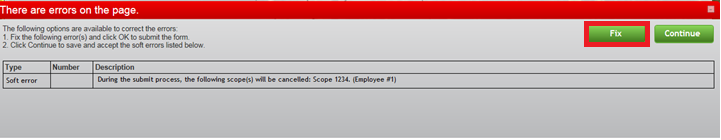 There are errors on the page.
The following options are available to correct the errors:
1. Fix the following error(s) and click OK to submit the form.
2. Click Continue to save and accept the soft errors listed below.
Fix
Continue
Type Number Description
Soft error During the submit process, the following scope(s) will be cancelled: Scope 1234. (Employee #1)